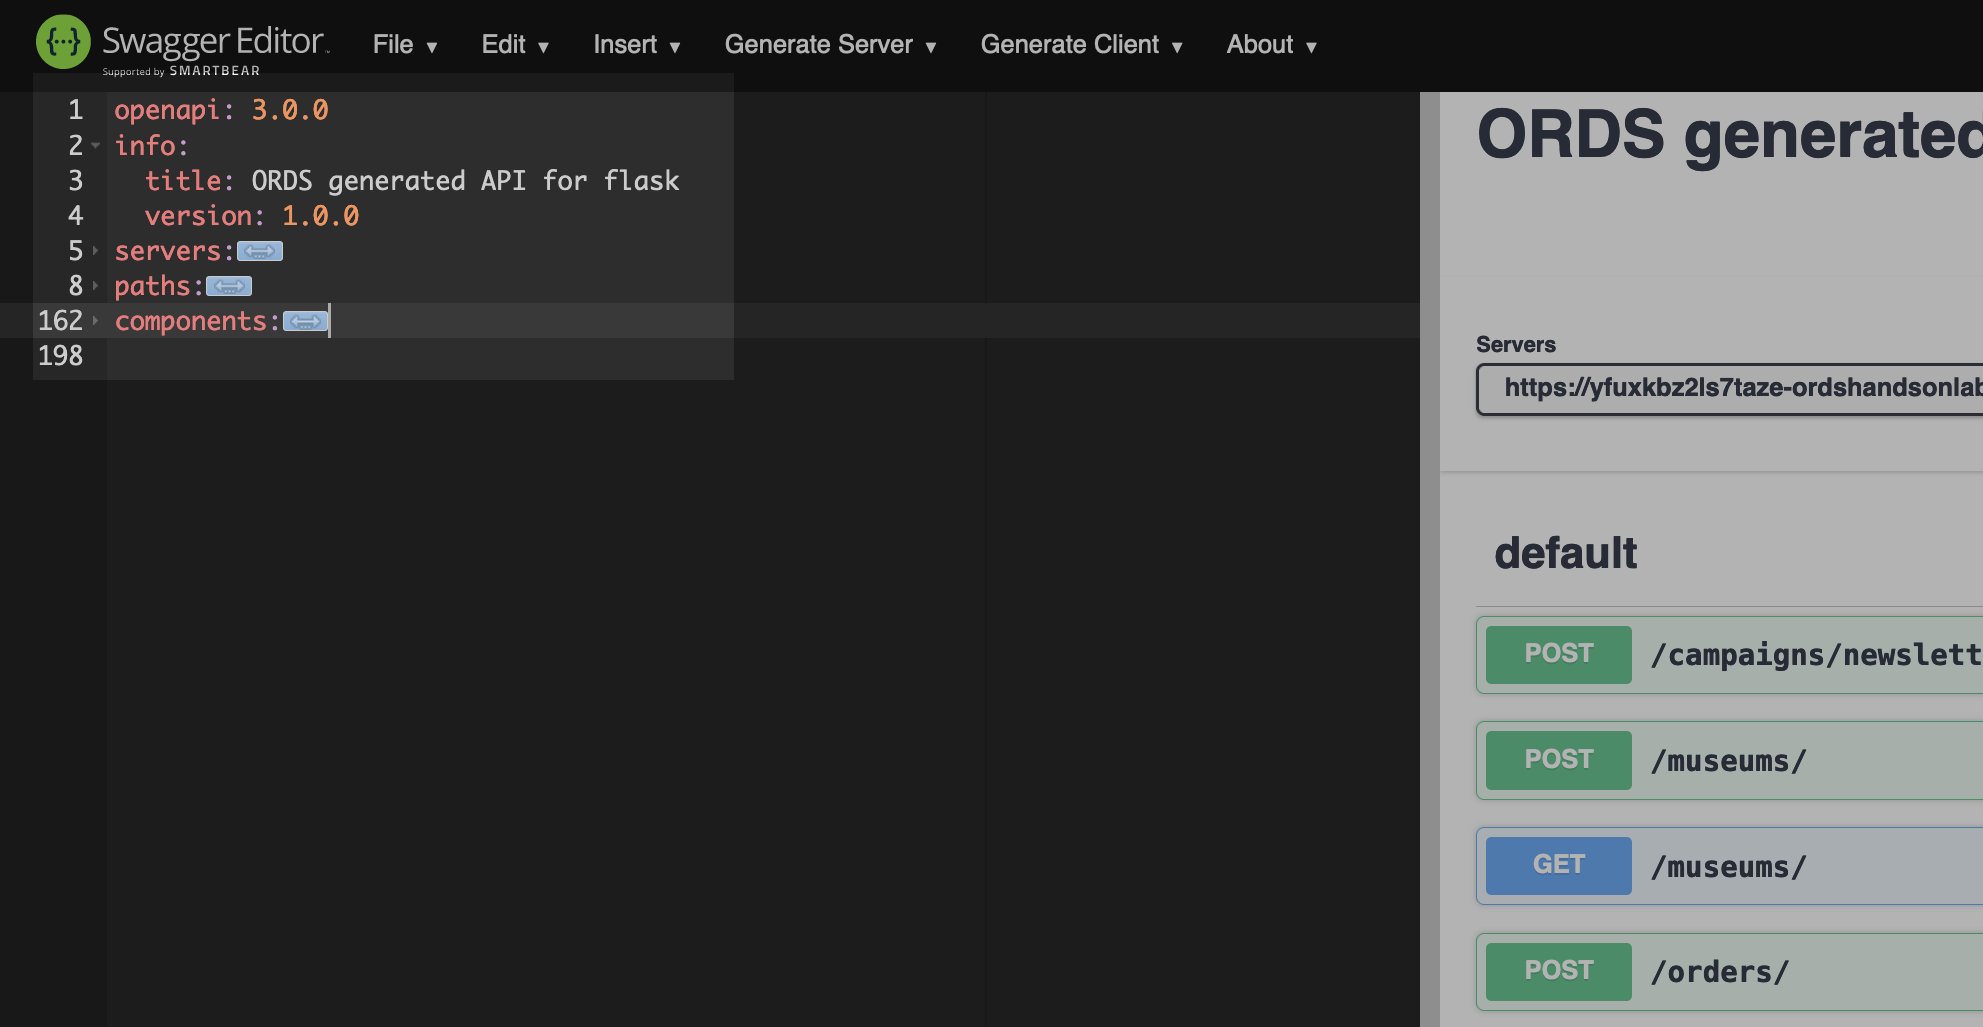 Swagger Editor
Supported by SMARTBEAR
File ▼ Edit ▼ Insert ▼ Generate Server ▼ Generate Client ▼ About ▼
1 openapi: 3.0.0
2 info:
3 title: ORDS generated API for flask
4 version: 1.0.0
5 servers:
8 paths:
162 components:
198
ORDS generated
Servers
https://yfuxkbz2ls7taze-ordshandsonlab
default
POST /campaigns/newslett
POST /museums/
GET /museums/
POST /orders/